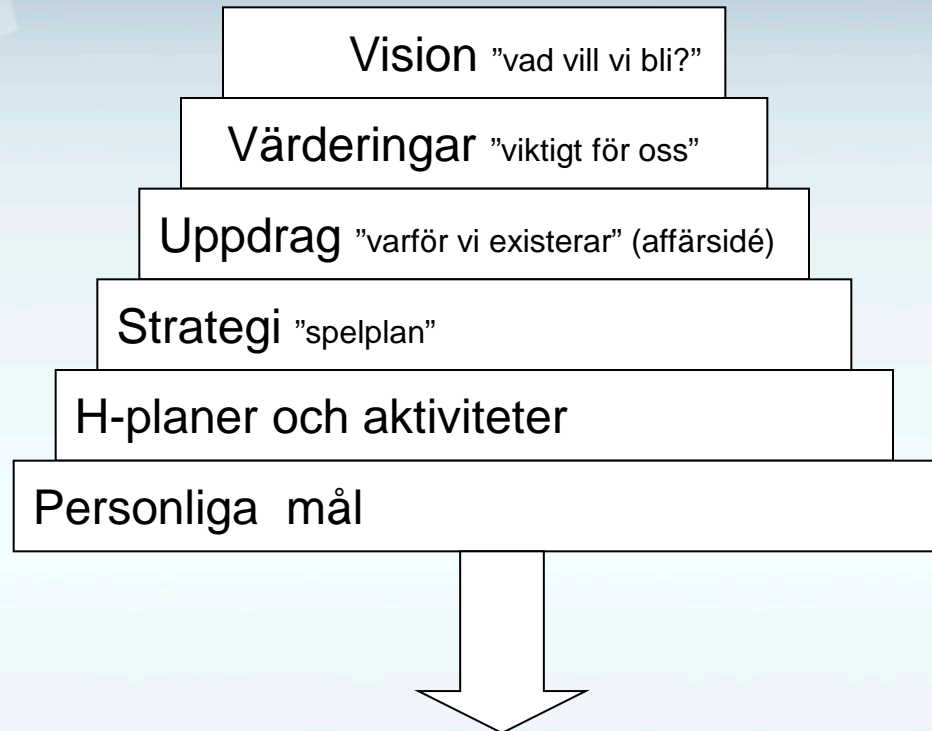 Vision ”vad vill vi bli?”
Värderingar ”viktigt för oss”
Uppdrag ”varför vi existerar” (affärsidé)
Strategi ”spelplan”
H-planer och aktiviteter
Personliga  mål